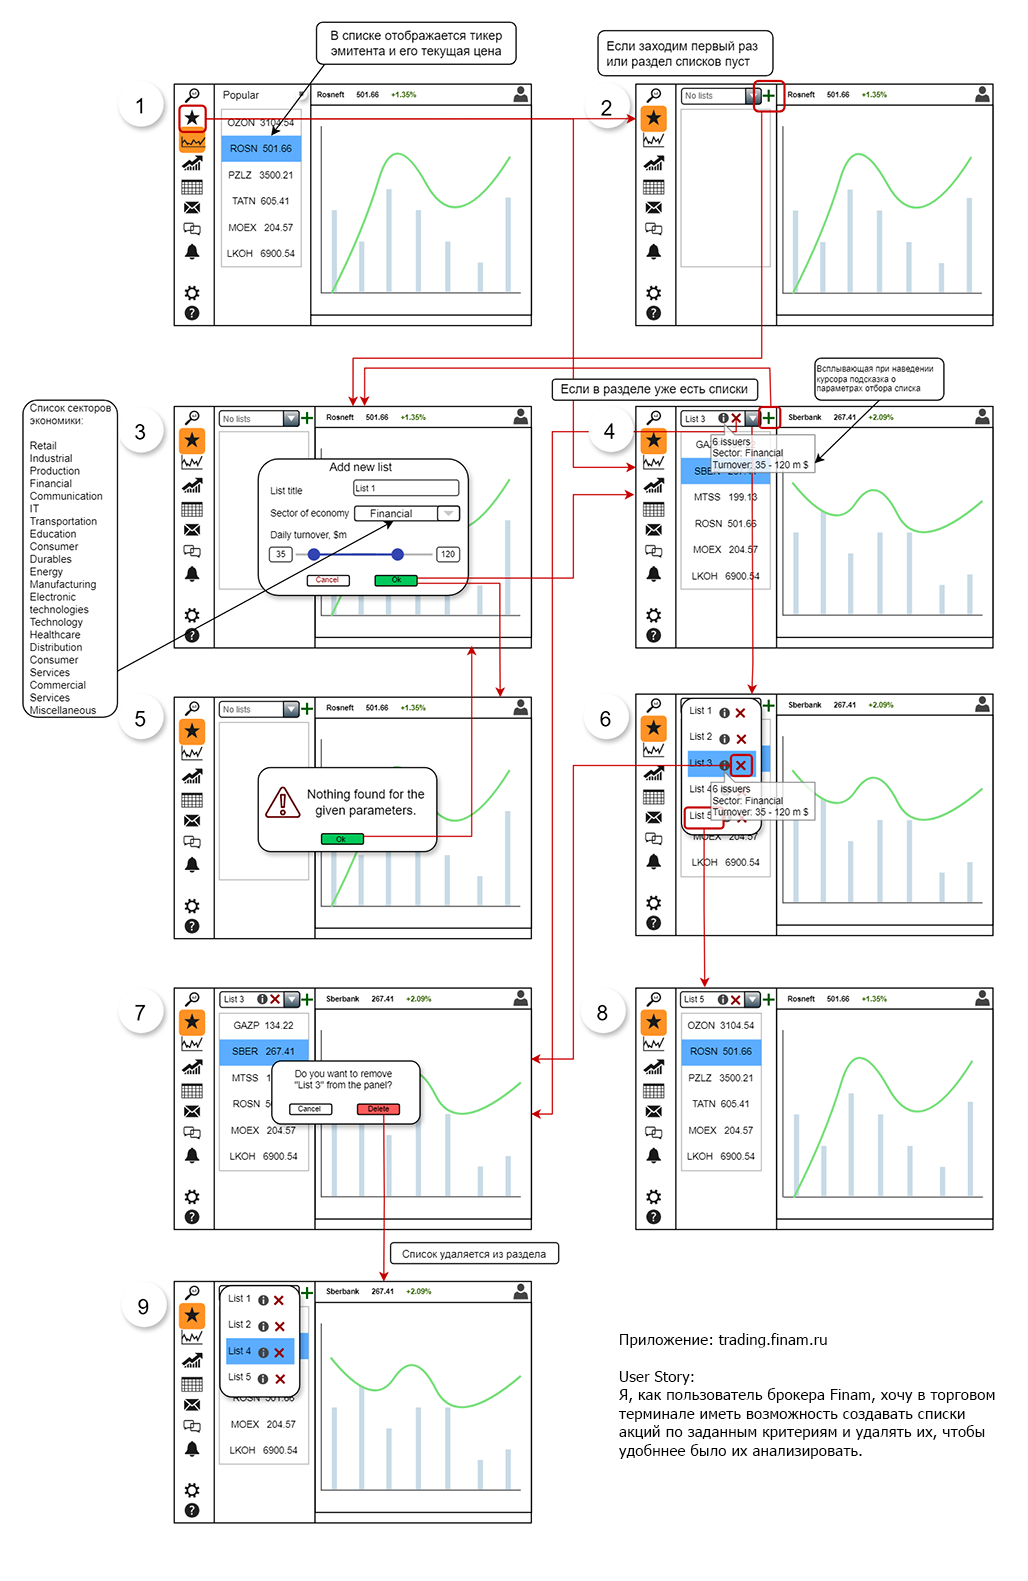 В списке отображается тикер
эмитента и его текущая цена
Если заходим первый раз
или раздел списков пуст
1
Popular
Rosneft 501.66 +1.35%
OZON 3104.54
ROSN 501.66
PZLZ 3500.21
TATN 605.41
MOEX 204.57
LKOH 6900.54
2
No lists
Rosneft 501.66 +1.35%
Если в разделе уже есть списки
Всплывающая при наведении
курсора подсказка о
параметрах отбора списка
Список секторов
экономики:
Retail
Industrial
Production
Financial
Communication
IT
Transportation
Education
Consumer
Durables
Energy
Manufacturing
Electronic
technologies
Technology
Healthcare
Distribution
Consumer
Services
Commercial
Services
Miscellaneous
3
No lists
Rosneft 501.66 +1.35%
Add new list
List title List 1
Sector of economy Financial
Daily turnover, $m
35 120
Cancel Ok
4
List 3
Sberbank 267.41 +2.09%
6 issuers
Sector: Financial
Turnover: 35 - 120 m $
SBER
MTSS 199.13
ROSN 501.66
MOEX 204.57
LKOH 6900.54
5
No lists
Rosneft 501.66 +1.35%
Nothing found for the
given parameters.
Ok
6
Sberbank 267.41 +2.09%
List 1
List 2
List 3
List 4
6 issuers
Sector: Financial
Turnover: 35 - 120 m $
List 5
MOEX 204.57
LKOH 6900.54
7
List 3
Sberbank 267.41 +2.09%
GAZP 134.22
SBER 267.41
MTSS 1
ROSN 5
MOEX 204.57
LKOH 6900.54
Do you want to remove
"List 3" from the panel?
Cancel Delete
8
List 5
Rosneft 501.66 +1.35%
OZON 3104.54
ROSN 501.66
PZLZ 3500.21
TATN 605.41
MOEX 204.57
LKOH 6900.54
Список удаляется из раздела
9
Sberbank 267.41 +2.09%
List 1
List 2
List 4
List 5
ROSN 501.66
MOEX 204.57
LKOH 6900.54
Приложение: trading.finam.ru
User Story:
Я, как пользователь брокера Finam, хочу в торговом
терминале иметь возможность создавать списки
акций по заданным критериям и удалять их, чтобы
удобннее было их анализировать.